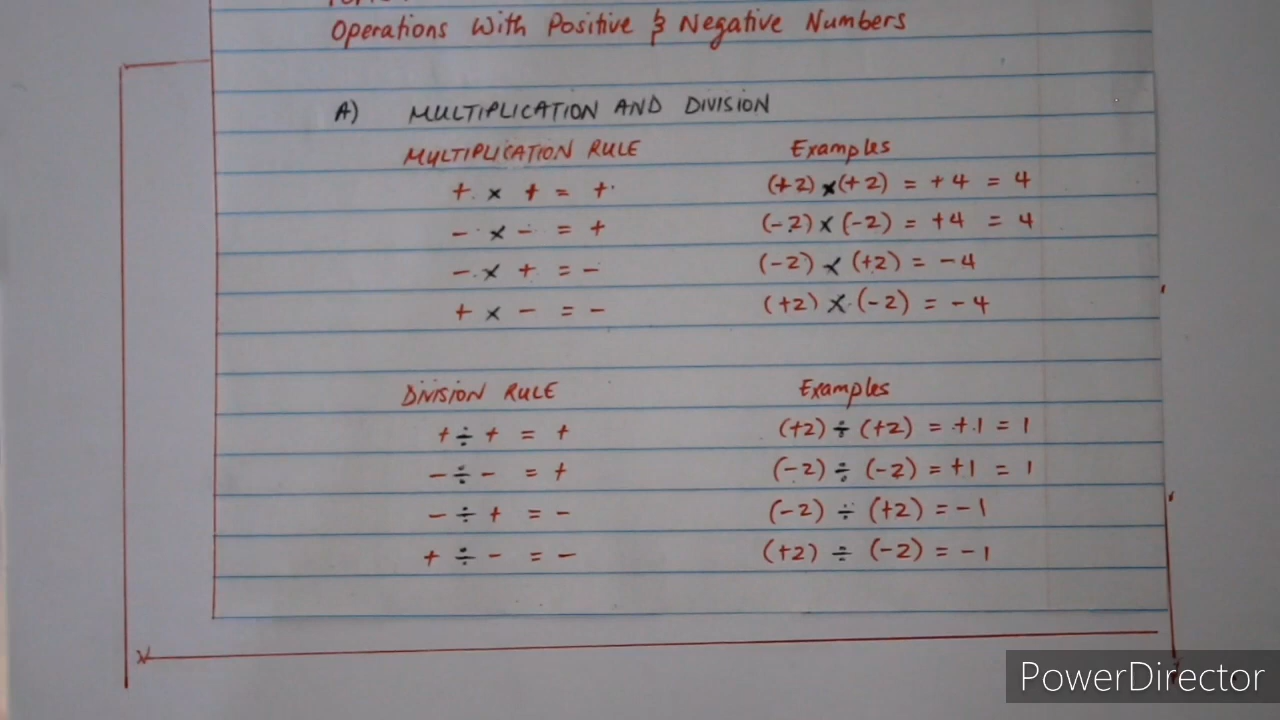 Operations With Positive & Negative Numbers
A) MULTIPLICATION AND DIVISION
MULTIPLICATION RULE Examples
+ × + = + (+2) × (+2) = +4 = 4
- × - = + (-2) × (-2) = +4 = 4
- × + = - (-2) × (+2) = -4
+ × - = - (+2) × (-2) = -4
DIVISION RULE Examples
+ ÷ + = + (+2) ÷ (+2) = +1 = 1
- ÷ - = + (-2) ÷ (-2) = +1 = 1
- ÷ + = - (-2) ÷ (+2) = -1
+ ÷ - = - (+2) ÷ (-2) = -1
PowerDirector